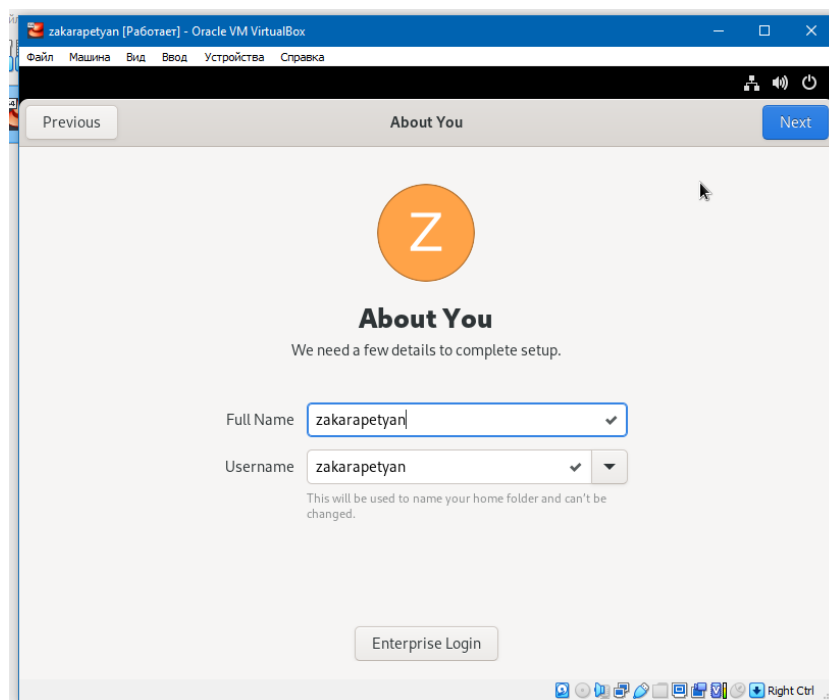 zakarapetyan [Работает] - Oracle VM VirtualBox
Файл Машина Вид Ввод Устройства Справка
Previous About You Next
Z
About You
We need a few details to complete setup.
Full Name zakarapetyan
Username zakarapetyan
This will be used to name your home folder and can't be
changed.
Enterprise Login
Right Ctrl